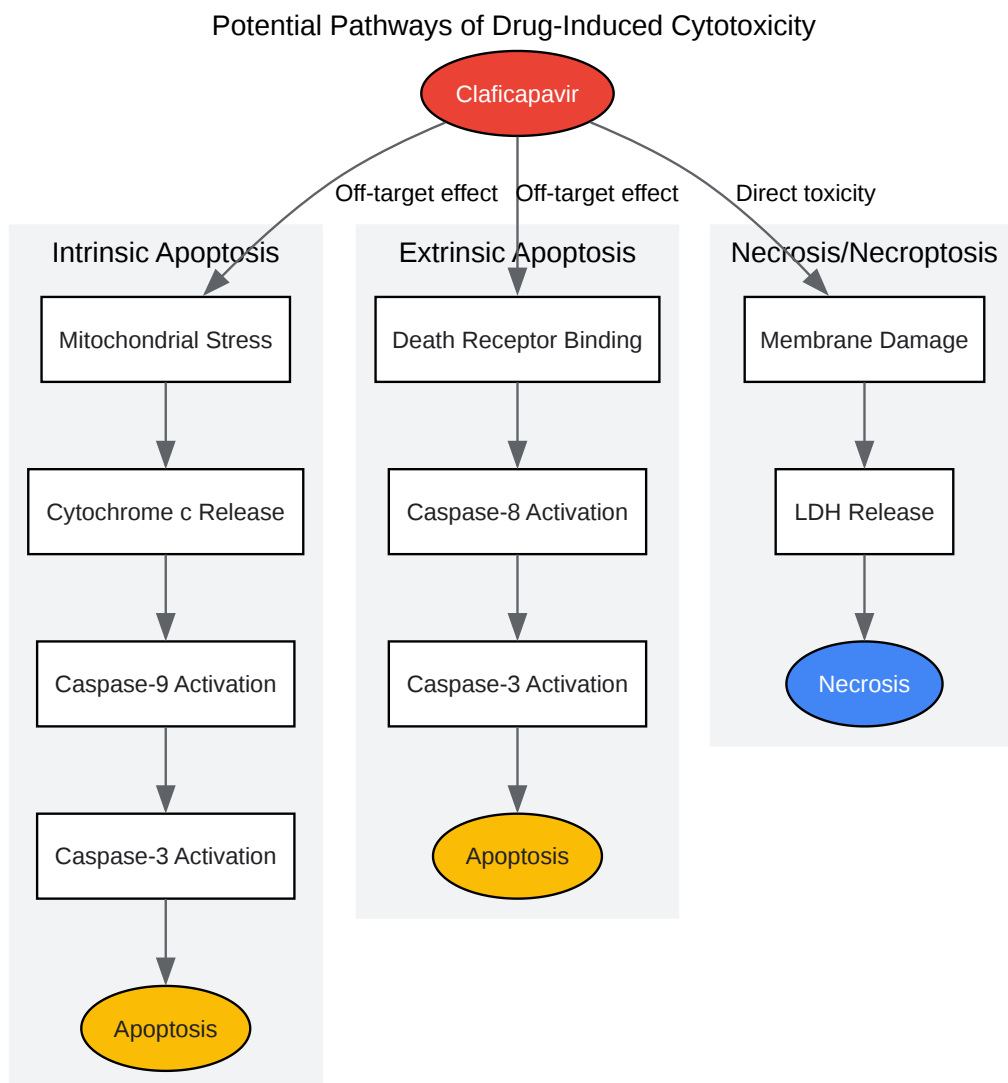 Potential Pathways of Drug-Induced Cytotoxicity
Claficapavir
Off-target effect
Off-target effect
Direct toxicity
Intrinsic Apoptosis
Mitochondrial Stress
Cytochrome c Release
Caspase-9 Activation
Caspase-3 Activation
Apoptosis
Extrinsic Apoptosis
Death Receptor Binding
Caspase-8 Activation
Caspase-3 Activation
Apoptosis
Necrosis/Necroptosis
Membrane Damage
LDH Release
Necrosis